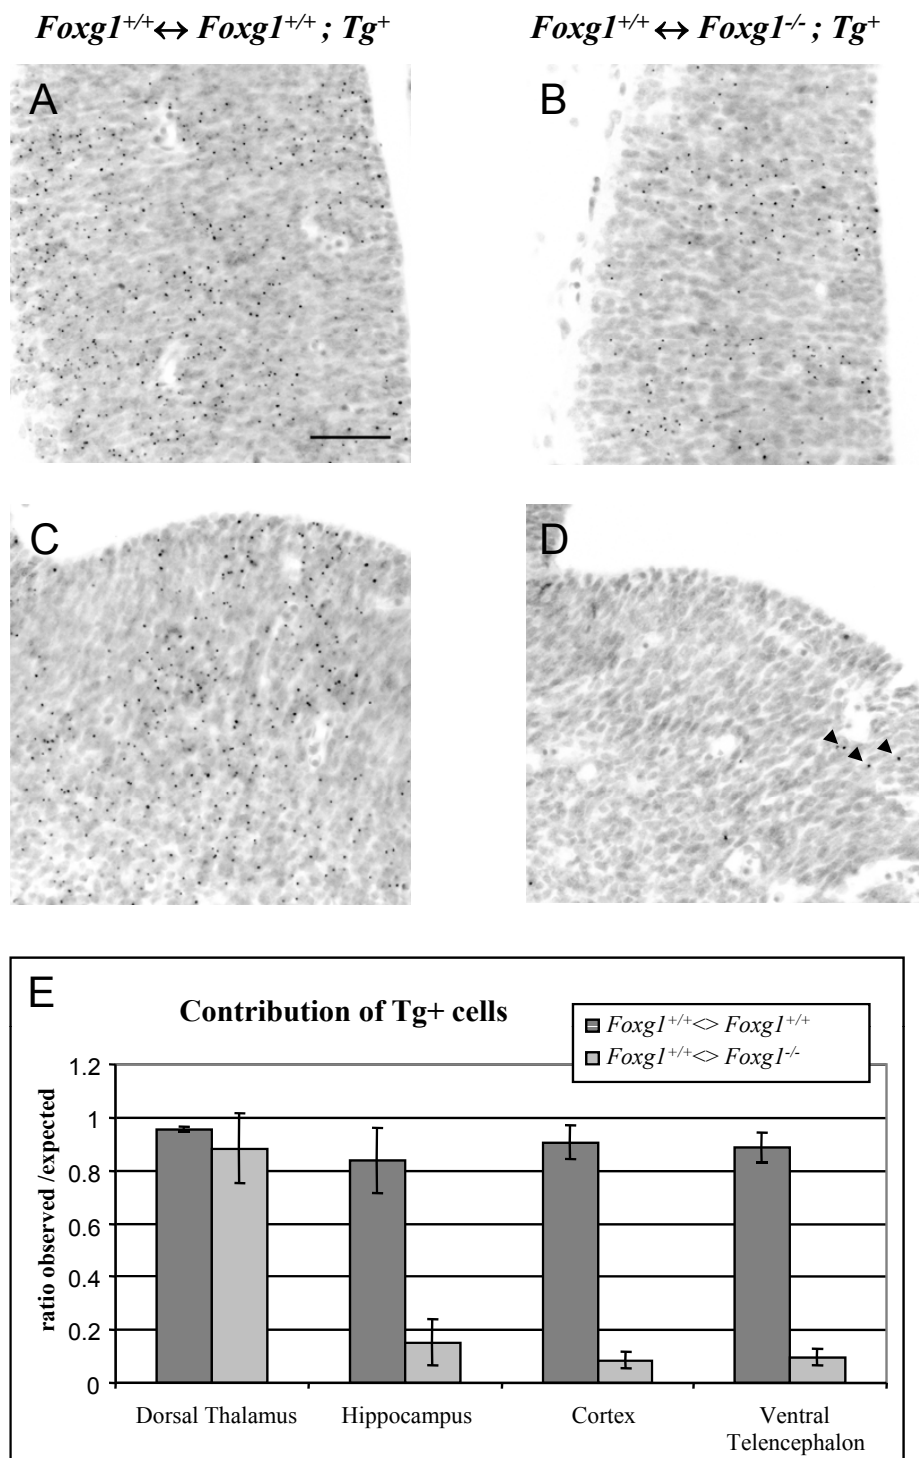 Foxg1+/+ ↔ Foxg1+/+ ; Tg+
Foxg1+/+ ↔ Foxg1-/- ; Tg+
A
B
C
D
E
Contribution of Tg+ cells
Foxg1+/+<> Foxg1+/+
Foxg1+/+<> Foxg1-/-
ratio observed /expected
1.2
1
0.8
0.6
0.4
0.2
0
Dorsal Thalamus
Hippocampus
Cortex
Ventral
Telencephalon